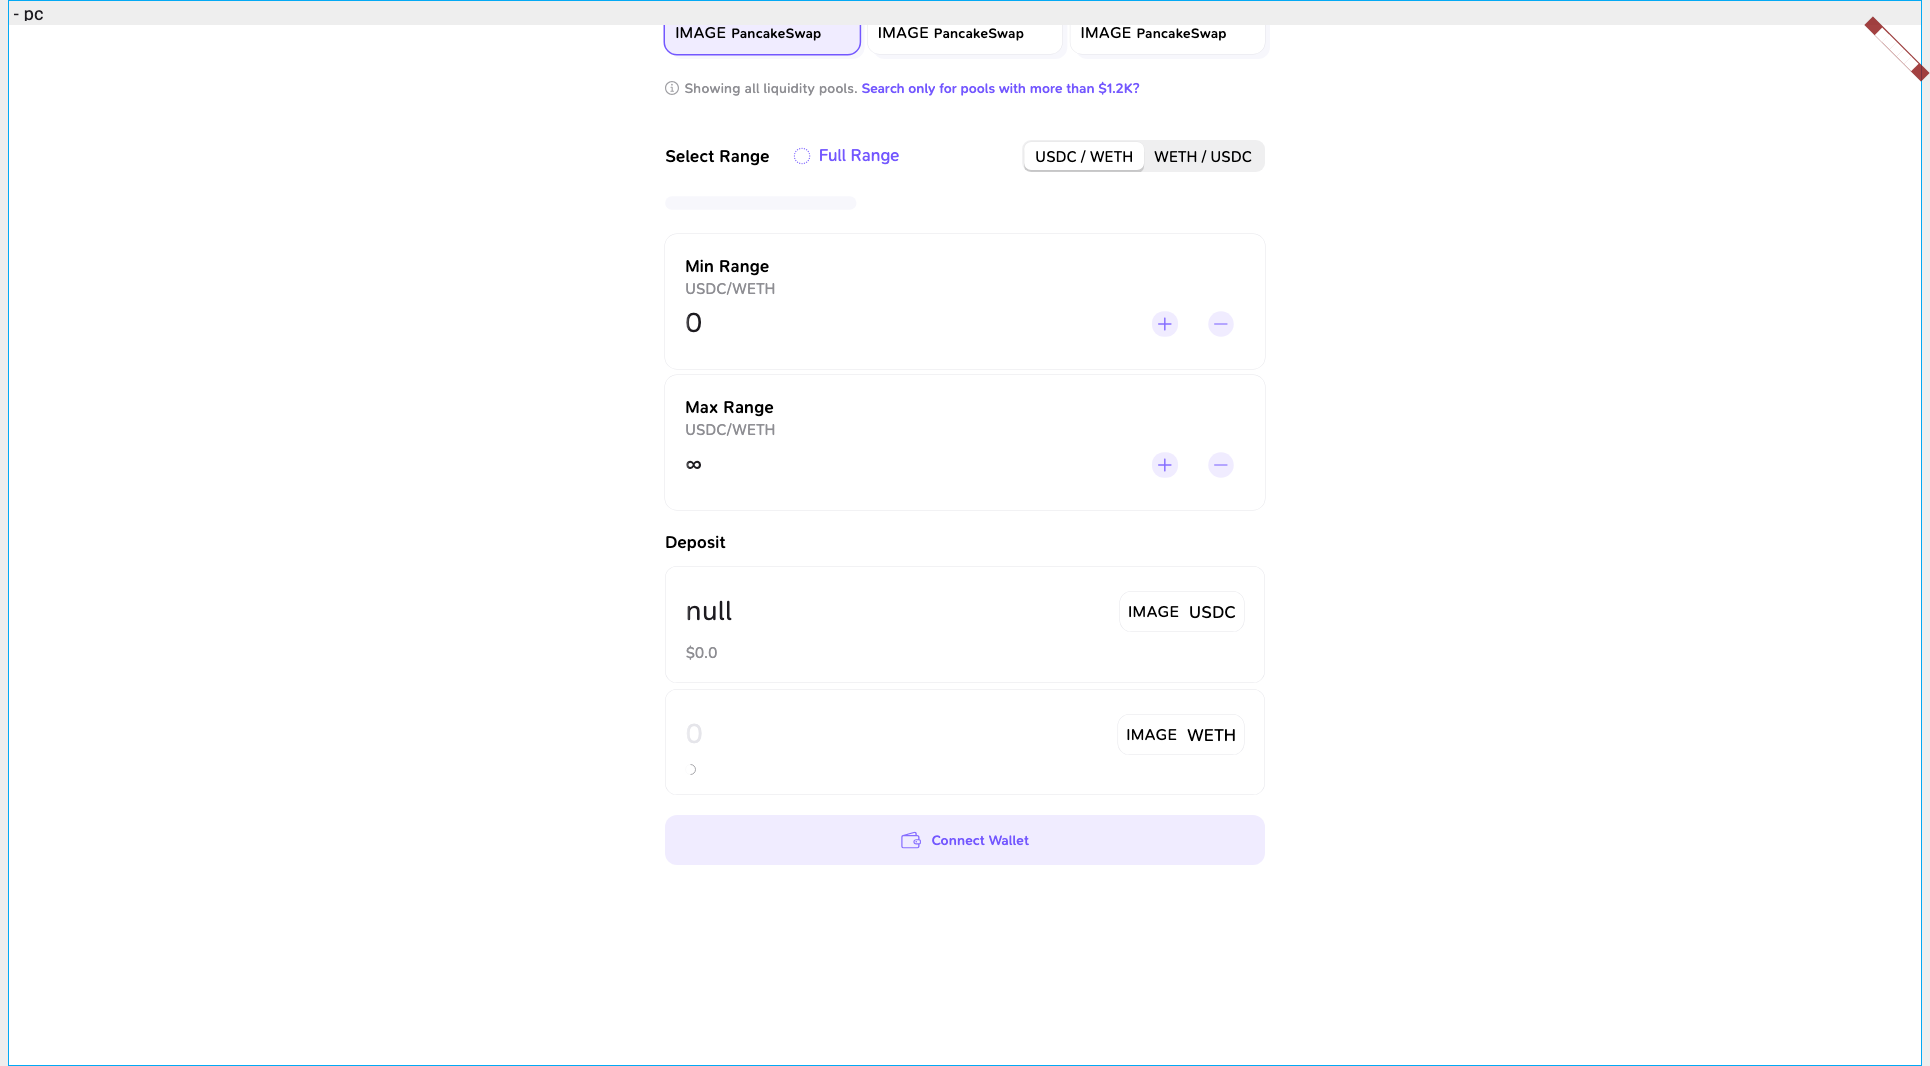 - pc
IMAGE PancakeSwap IMAGE PancakeSwap IMAGE PancakeSwap
Showing all liquidity pools. Search only for pools with more than $1.2K?
Select Range Full Range USDC / WETH WETH / USDC
Min Range
USDC/WETH
0
Max Range
USDC/WETH
∞
Deposit
null IMAGE USDC
$0.0
0 IMAGE WETH
Connect Wallet